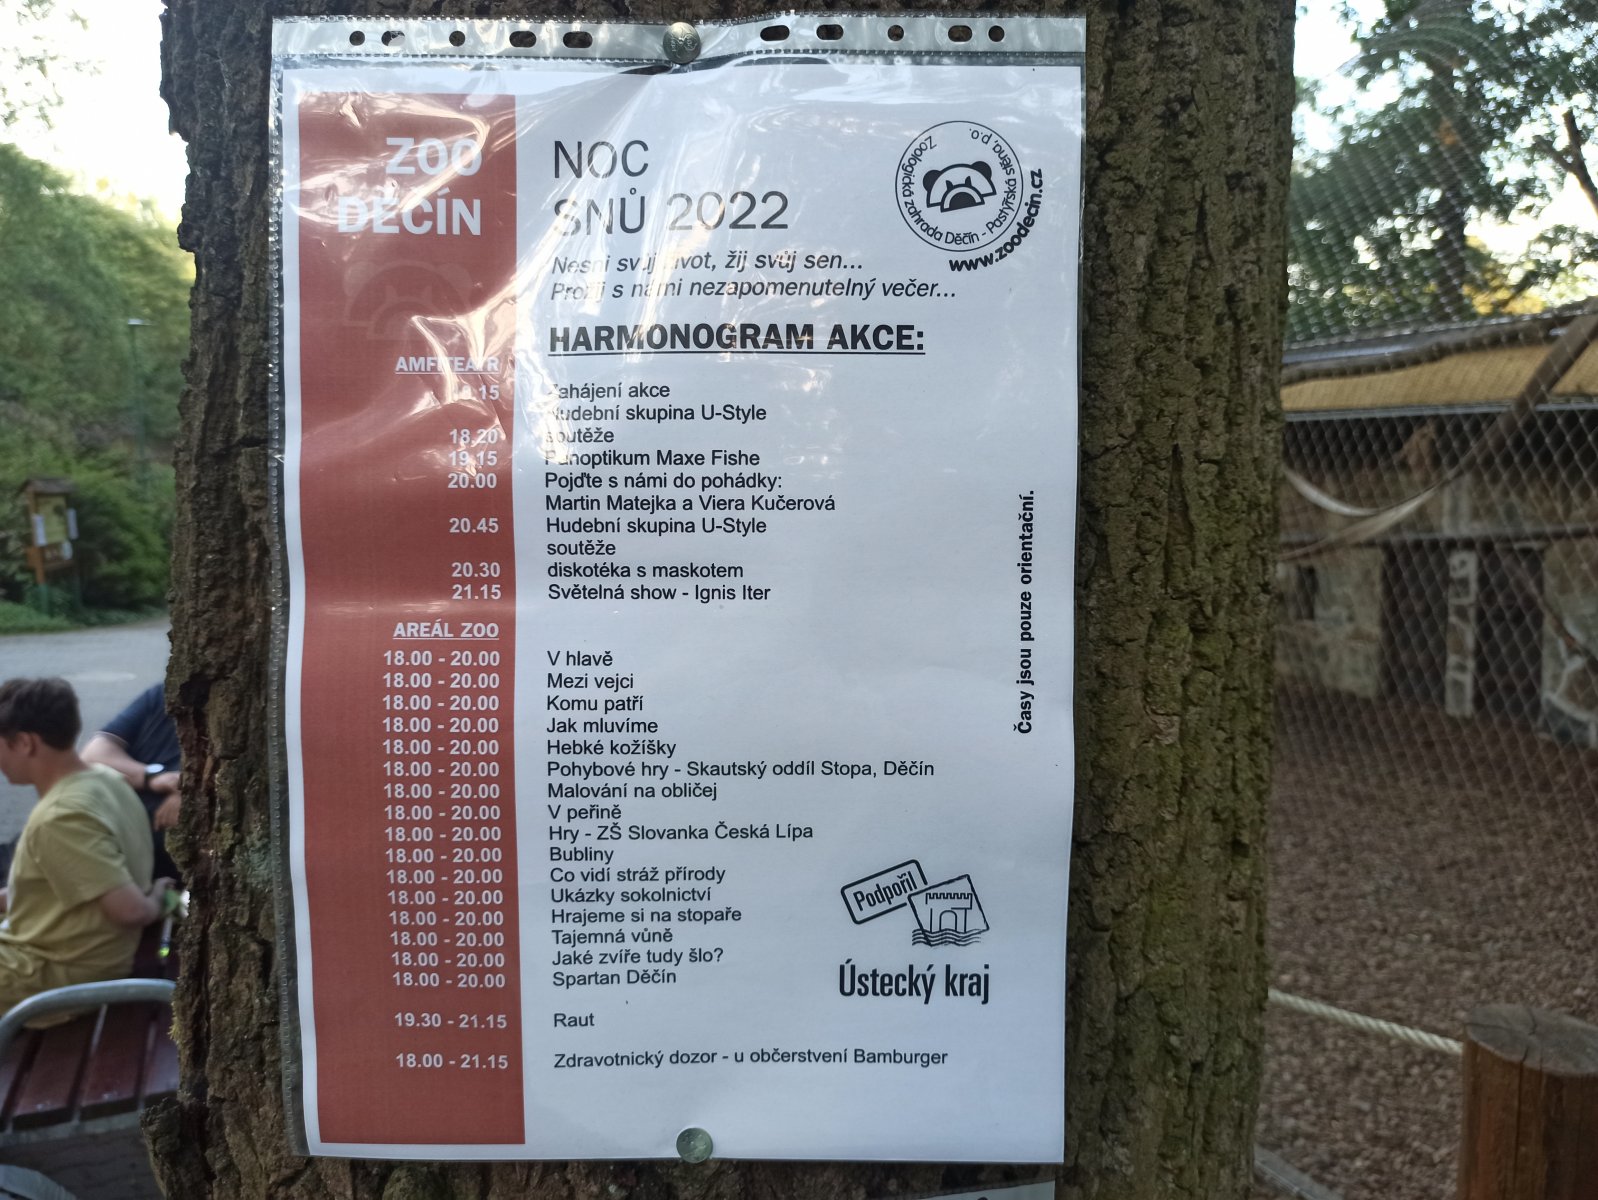 ZOO
DĚČÍN
NOC
SNŮ 2022
Nesni svůj život, žij svůj sen...
Prožij s námi nezapomenutelný večer...
Zoologická zahrada Děčín - Pastýřská stěna, p.o.
www.zoodecin.cz
HARMONOGRAM AKCE:
AMFITEATR
15 Zahájení akce
Hudební skupina U-Style
18.20 soutěže
19.15 Panoptikum Maxe Fishe
20.00 Pojďte s námi do pohádky:
Martin Matejka a Viera Kučerová
20.45 Hudební skupina U-Style
soutěže
20.30 diskotéka s maskotem
21.15 Světelná show - Ignis Iter
Časy jsou pouze orientační.
AREÁL ZOO
18.00 - 20.00 V hlavě
18.00 - 20.00 Mezi vejci
18.00 - 20.00 Komu patří
18.00 - 20.00 Jak mluvíme
18.00 - 20.00 Hebké kožíšky
18.00 - 20.00 Pohybové hry - Skautský oddíl Stopa, Děčín
18.00 - 20.00 Malování na obličej
18.00 - 20.00 V peřině
18.00 - 20.00 Hry - ZŠ Slovanka Česká Lípa
18.00 - 20.00 Bubliny
18.00 - 20.00 Co vidí stráž přírody
18.00 - 20.00 Ukázky sokolnictví
18.00 - 20.00 Hrajeme si na stopaře
18.00 - 20.00 Tajemná vůně
18.00 - 20.00 Jaké zvíře tudy šlo?
18.00 - 20.00 Spartan Děčín
Podpořil
Ústecký kraj
19.30 - 21.15 Raut
18.00 - 21.15 Zdravotnický dozor - u občerstvení Bamburger